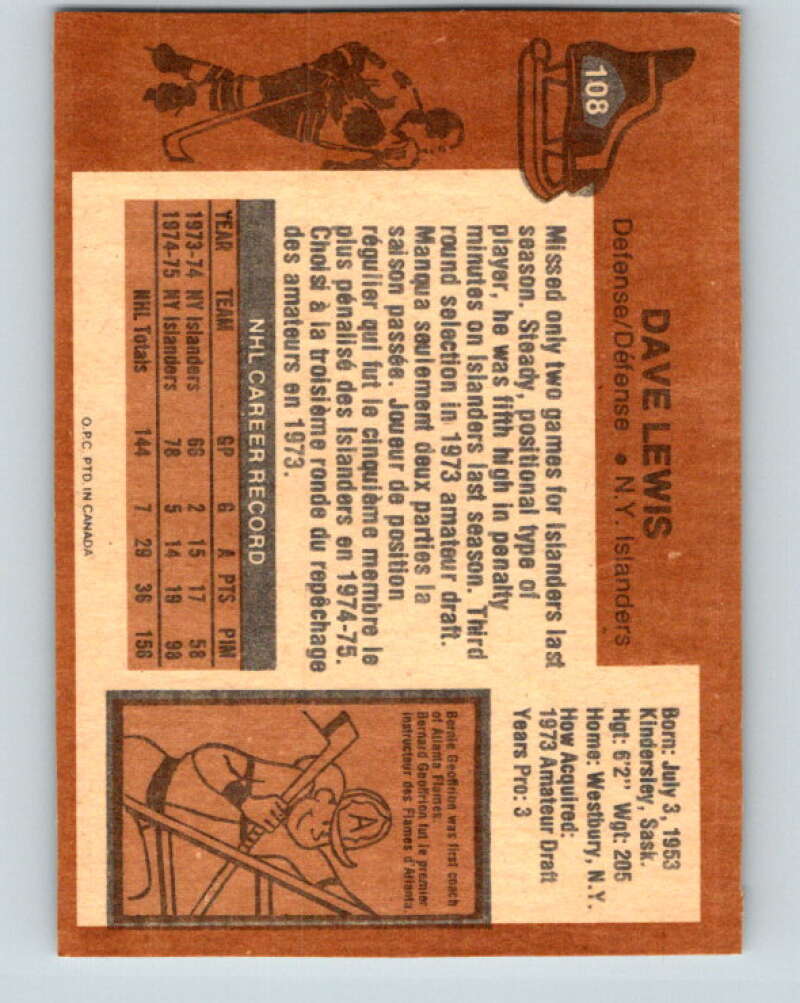 108
DAVE LEWIS
Defense/Défense • N.Y. Islanders
Born: July 3, 1953
Kindersley, Sask.
Hgt: 6'2" Wgt: 205
Home: Westbury, N.Y.
How Acquired:
1973 Amateur Draft
Years Pro: 3
Missed only two games for Islanders last
season. Steady, positional type of
player, he was fifth high in penalty
minutes on Islanders last season. Third
round selection in 1973 amateur draft.
Manqua seulement deux parties la
saison passée. Joueur de position
régulier qui fut le cinquième membre le
plus pénalisé des Islanders en 1974-75.
Choisi à la troisième ronde du repêchage
des amateurs en 1973.
NHL CAREER RECORD
YEAR TEAM GP G A PTS PIM
1973-74 NY Islanders 66 2 15 17 58
1974-75 NY Islanders 78 5 14 19 98
NHL Totals 144 7 29 36 156
Bernie Geoffrion was first coach
of Atlanta Flames.
Bernard Geoffrion fut le premier
instructeur des Flames d'Atlanta.
A
O.P.C. PTD. IN CANADA